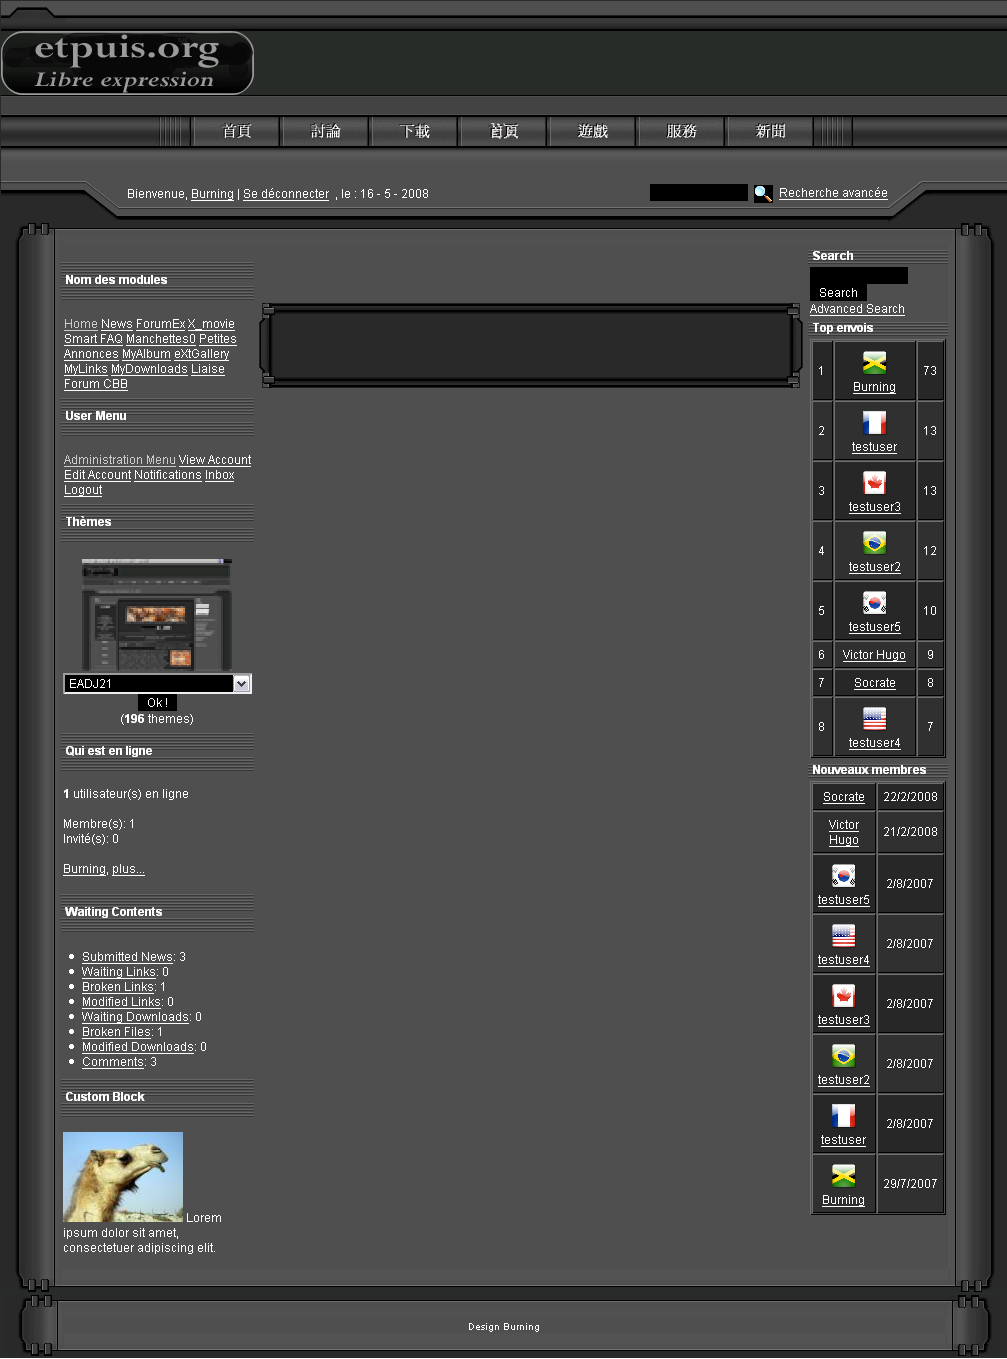 etpuis.org
Libre expression
首頁 討論 下載 遊戲 服務 新聞
Bienvenue, Burning | Se déconnecter , le : 16 - 5 - 2008
Recherche avancée
Nom des modules
Home News ForumEx X_movie
Smart FAQ Manchettes0 Petites
Annonces MyAlbum eXtGallery
MyLinks MyDownloads Liaise
Forum CBB
User Menu
Administration Menu View Account
Edit Account Notifications Inbox
Logout
Thèmes
EADJ21
Ok !
(196 themes)
Qui est en ligne
1 utilisateur(s) en ligne
Membre(s): 1
Invité(s): 0
Burning, plus...
Waiting Contents
Submitted News: 3
Waiting Links: 0
Broken Links: 1
Modified Links: 0
Waiting Downloads: 0
Broken Files: 1
Modified Downloads: 0
Comments: 3
Custom Block
Lorem
ipsum dolor sit amet,
consectetuer adipiscing elit.
Search
Search
Advanced Search
Top envois
1 Burning 73
2 testuser 13
3 testuser3 13
4 testuser2 12
5 testuser5 10
6 Victor Hugo 9
7 Socrate 8
8 testuser4 7
Nouveaux membres
Socrate 22/2/2008
Victor
Hugo 21/2/2008
testuser5 2/8/2007
testuser4 2/8/2007
testuser3 2/8/2007
testuser2 2/8/2007
testuser 2/8/2007
Burning 29/7/2007
Design Burning